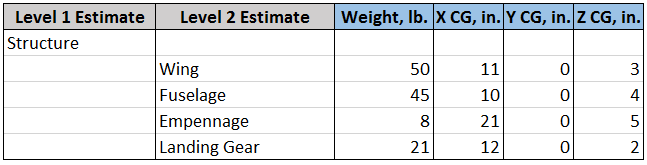 Level 1 Estimate Level 2 Estimate Weight, lb. X CG, in. Y CG, in. Z CG, in.
Structure
Wing 50 11 0 3
Fuselage 45 10 0 4
Empennage 8 21 0 5
Landing Gear 21 12 0 2